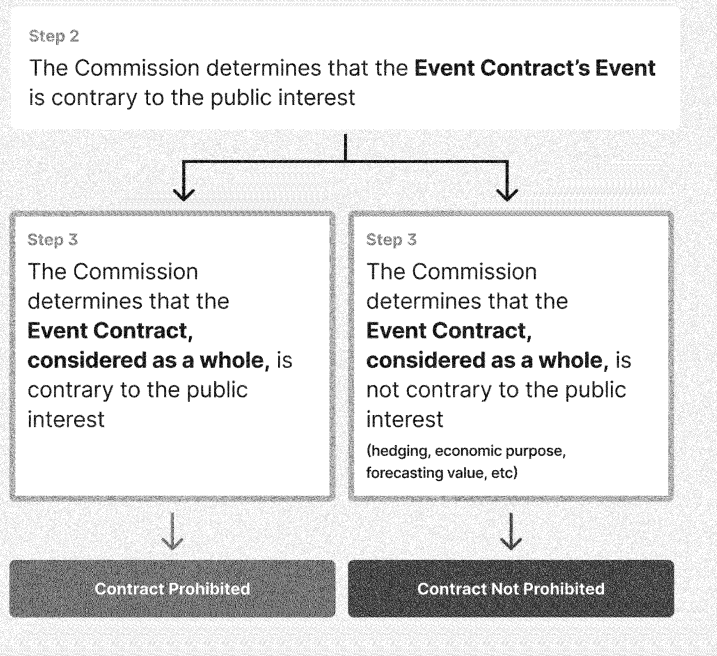 Step 2
The Commission determines that the Event Contract’s Event
is contrary to the public interest
Step 3
The Commission
determines that the
Event Contract,
considered as a whole, is
contrary to the public
interest
Step 3
The Commission
determines that the
Event Contract,
considered as a whole, is
not contrary to the public
interest
(hedging, economic purpose,
forecasting value, etc)
Contract Prohibited
Contract Not Prohibited